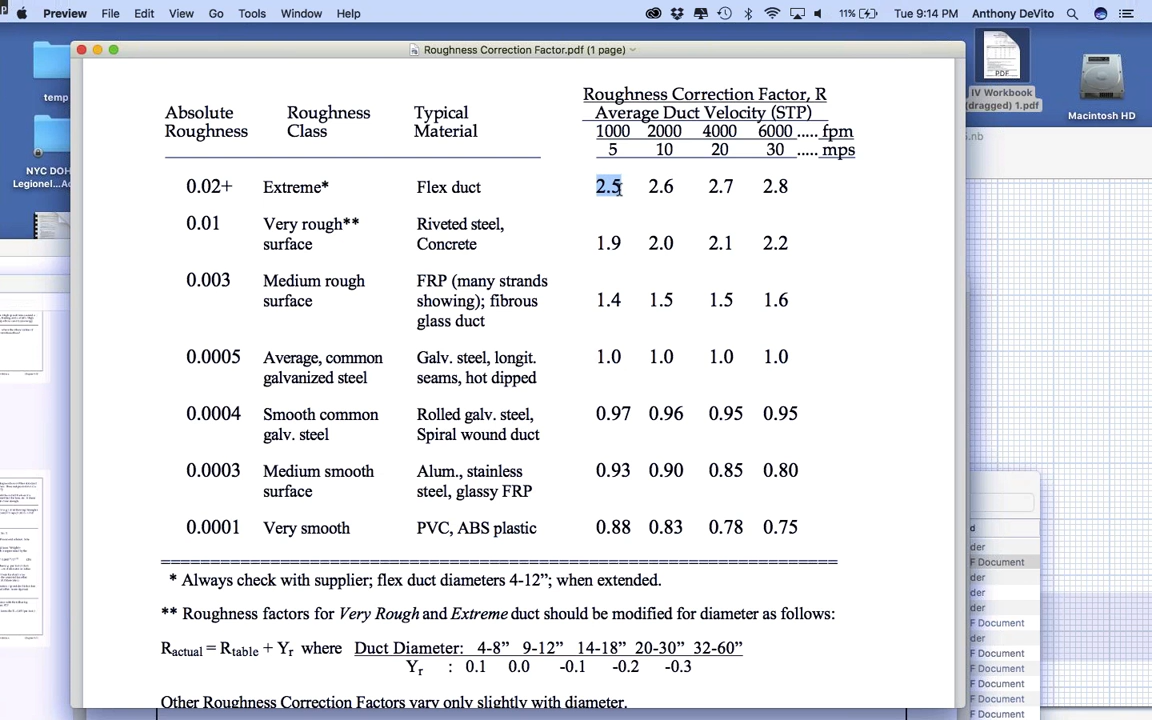 Preview File Edit View Go Tools Window Help 11% Tue 9:14 PM Anthony DeVito
Roughness Correction Factor.pdf (1 page)
temp
NYC DOH
Legionel...Ac
PDF
IV Workbook
(dragged) 1.pdf
Macintosh HD
.nb
Roughness Correction Factor, R
Absolute Roughness Typical Average Duct Velocity (STP)
Roughness Class Material 1000 2000 4000 6000 ..... fpm
5 10 20 30 ..... mps
0.02+ Extreme* Flex duct 2.5 2.6 2.7 2.8
0.01 Very rough** Riveted steel,
surface Concrete 1.9 2.0 2.1 2.2
0.003 Medium rough FRP (many strands
surface showing); fibrous 1.4 1.5 1.5 1.6
glass duct
0.0005 Average, common Galv. steel, longit. 1.0 1.0 1.0 1.0
galvanized steel seams, hot dipped
0.0004 Smooth common Rolled galv. steel, 0.97 0.96 0.95 0.95
galv. steel Spiral wound duct
0.0003 Medium smooth Alum., stainless 0.93 0.90 0.85 0.80
surface steel, glassy FRP
0.0001 Very smooth PVC, ABS plastic 0.88 0.83 0.78 0.75
* Always check with supplier; flex duct diameters 4-12”; when extended.
** Roughness factors for Very Rough and Extreme duct should be modified for diameter as follows:
Ractual = Rtable + Yr where Duct Diameter: 4-8” 9-12” 14-18” 20-30” 32-60”
Yr : 0.1 0.0 -0.1 -0.2 -0.3
Other Roughness Correction Factors vary only slightly with diameter.
d
der
F Document
der
der
der
F Document
der
F Document
F Document
F Document
F Document
F Document